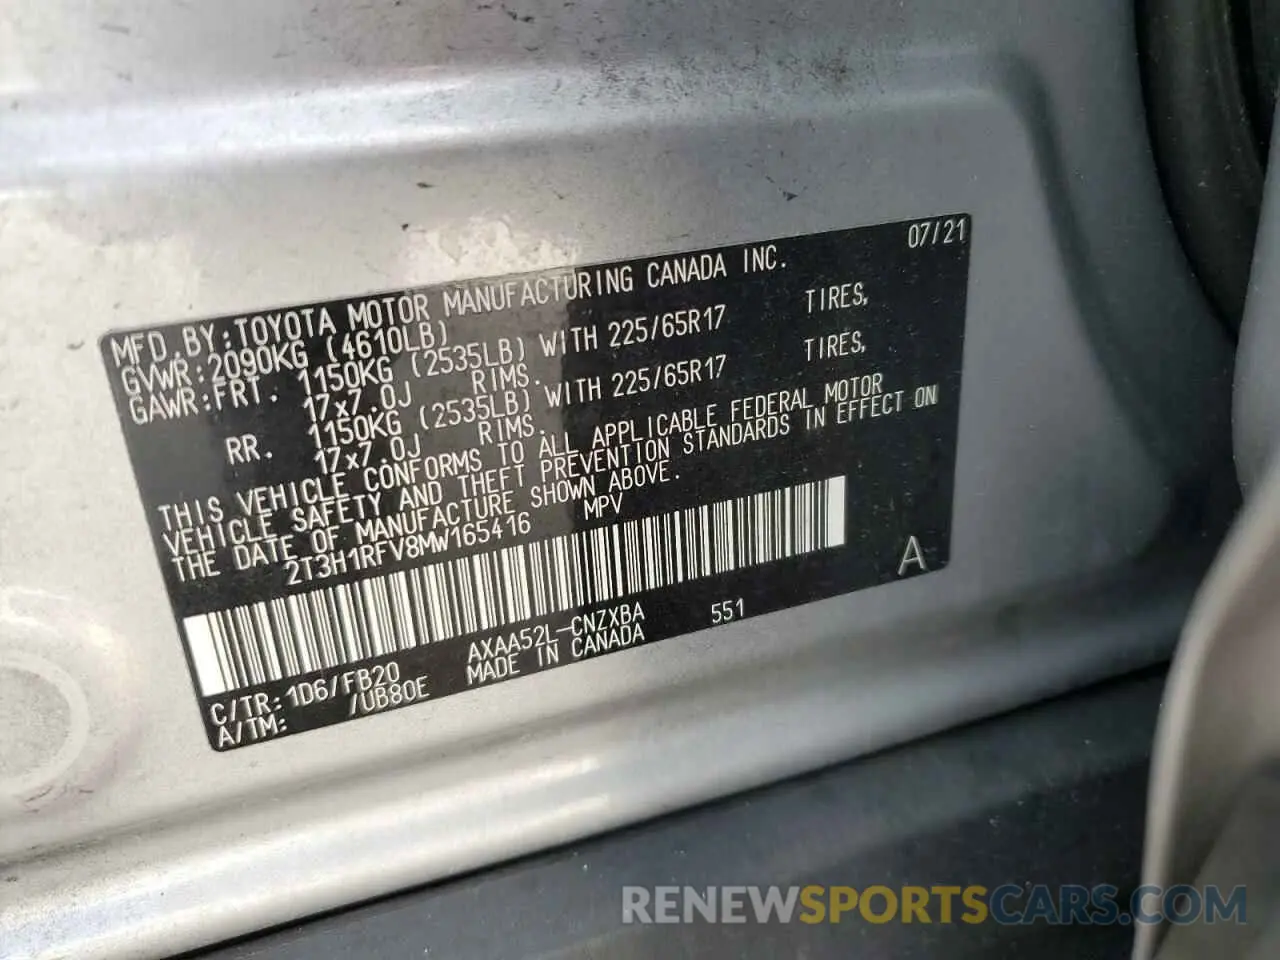 07/21
MFD.BY:TOYOTA MOTOR MANUFACTURING CANADA INC.
GVWR:2090KG (4610LB)
GAWR:FRT. 1150KG (2535LB) WITH 225/65R17 TIRES,
17x7.0J RIMS.
RR. 1150KG (2535LB) WITH 225/65R17 TIRES,
17x7.0J RIMS.
THIS VEHICLE CONFORMS TO ALL APPLICABLE FEDERAL MOTOR
VEHICLE SAFETY AND THEFT PREVENTION STANDARDS IN EFFECT ON
THE DATE OF MANUFACTURE SHOWN ABOVE.
2T3H1RFV8MW165416 MPV
A
C/TR:1D6/FB20 AXAA52L-CNZXBA 551
A/TM: /UB80E MADE IN CANADA
RENEWSPORTSCARS.COM